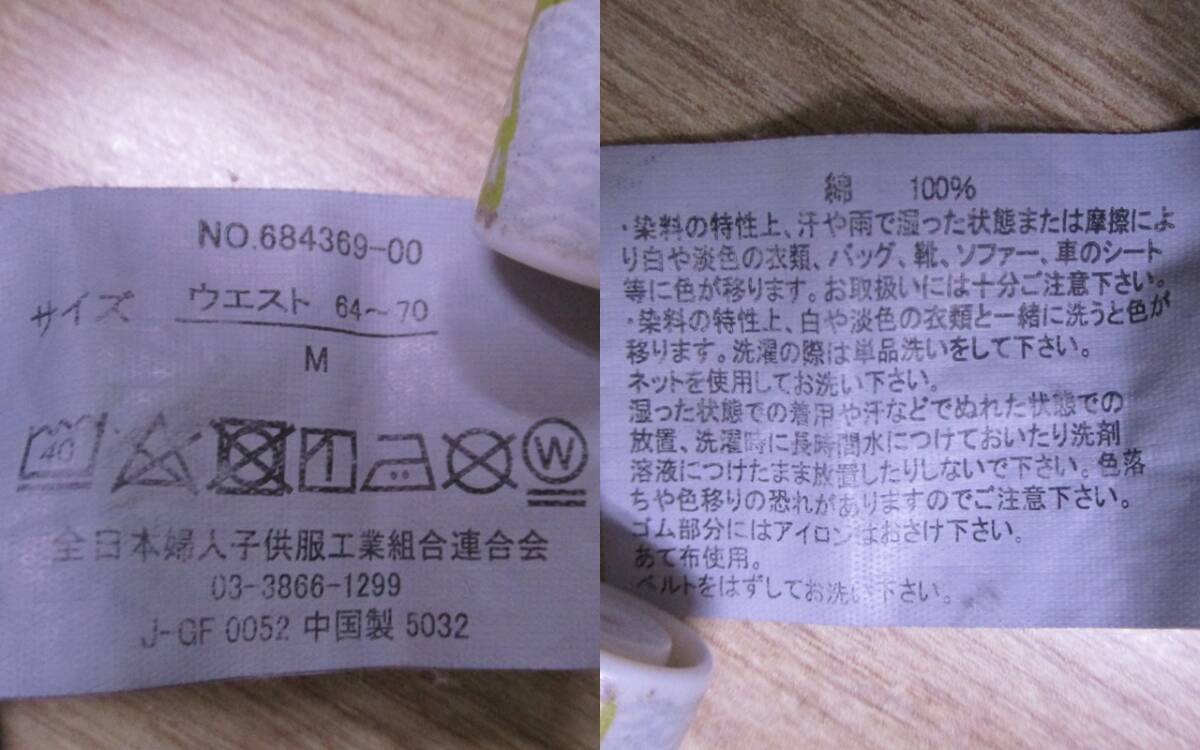 NO.684369-00
サイズ ウエスト 64~70
M
40
W
全日本婦人子供服工業組合連合会
03-3866-1299
J-GF 0052 中国製 5032
綿 100%
・染料の特性上、汗や雨で湿った状態または摩擦によ
り白や淡色の衣類、バッグ、靴、ソファー、車のシート
等に色が移ります。お取扱いには十分ご注意下さい。
・染料の特性上、白や淡色の衣類と一緒に洗うと色が
移ります。洗濯の際は単品洗いをして下さい。
ネットを使用してお洗い下さい。
湿った状態での着用や汗などでぬれた状態での
放置、洗濯時に長時間水につけておいたり洗剤
溶液につけたまま放置したりしないで下さい。色落
ちや色移りの恐れがありますのでご注意下さい。
ゴム部分にはアイロンはおさけ下さい。
あて布使用。
ベルトをはずしてお洗い下さい。